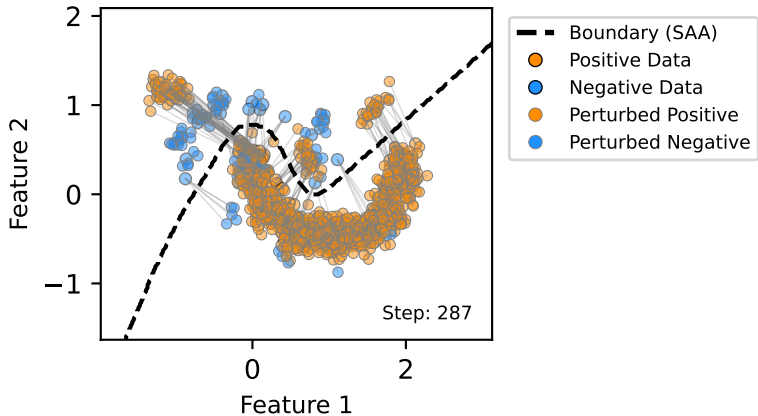 2
1
0
−1
Feature 2
0
2
Feature 1
Step: 287
Boundary (SAA)
Positive Data
Negative Data
Perturbed Positive
Perturbed Negative